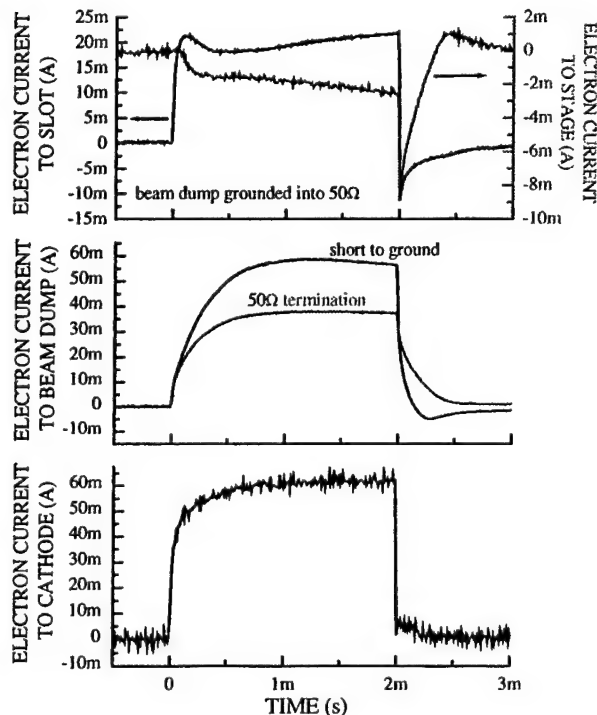 ELECTRON CURRENT
TO SLOT (A)
25m
20m
15m
10m
5m
0
-5m
-10m
-15m
beam dump grounded into 50Ω
2m
0
-2m
-4m
-6m
-8m
-10m
ELECTRON CURRENT
TO STAGE (A)
ELECTRON CURRENT
TO BEAM DUMP (A)
60m
50m
40m
30m
20m
10m
0
-10m
short to ground
50Ω termination
ELECTRON CURRENT
TO CATHODE (A)
60m
50m
40m
30m
20m
10m
0
-10m
0
1m
2m
3m
TIME (s)